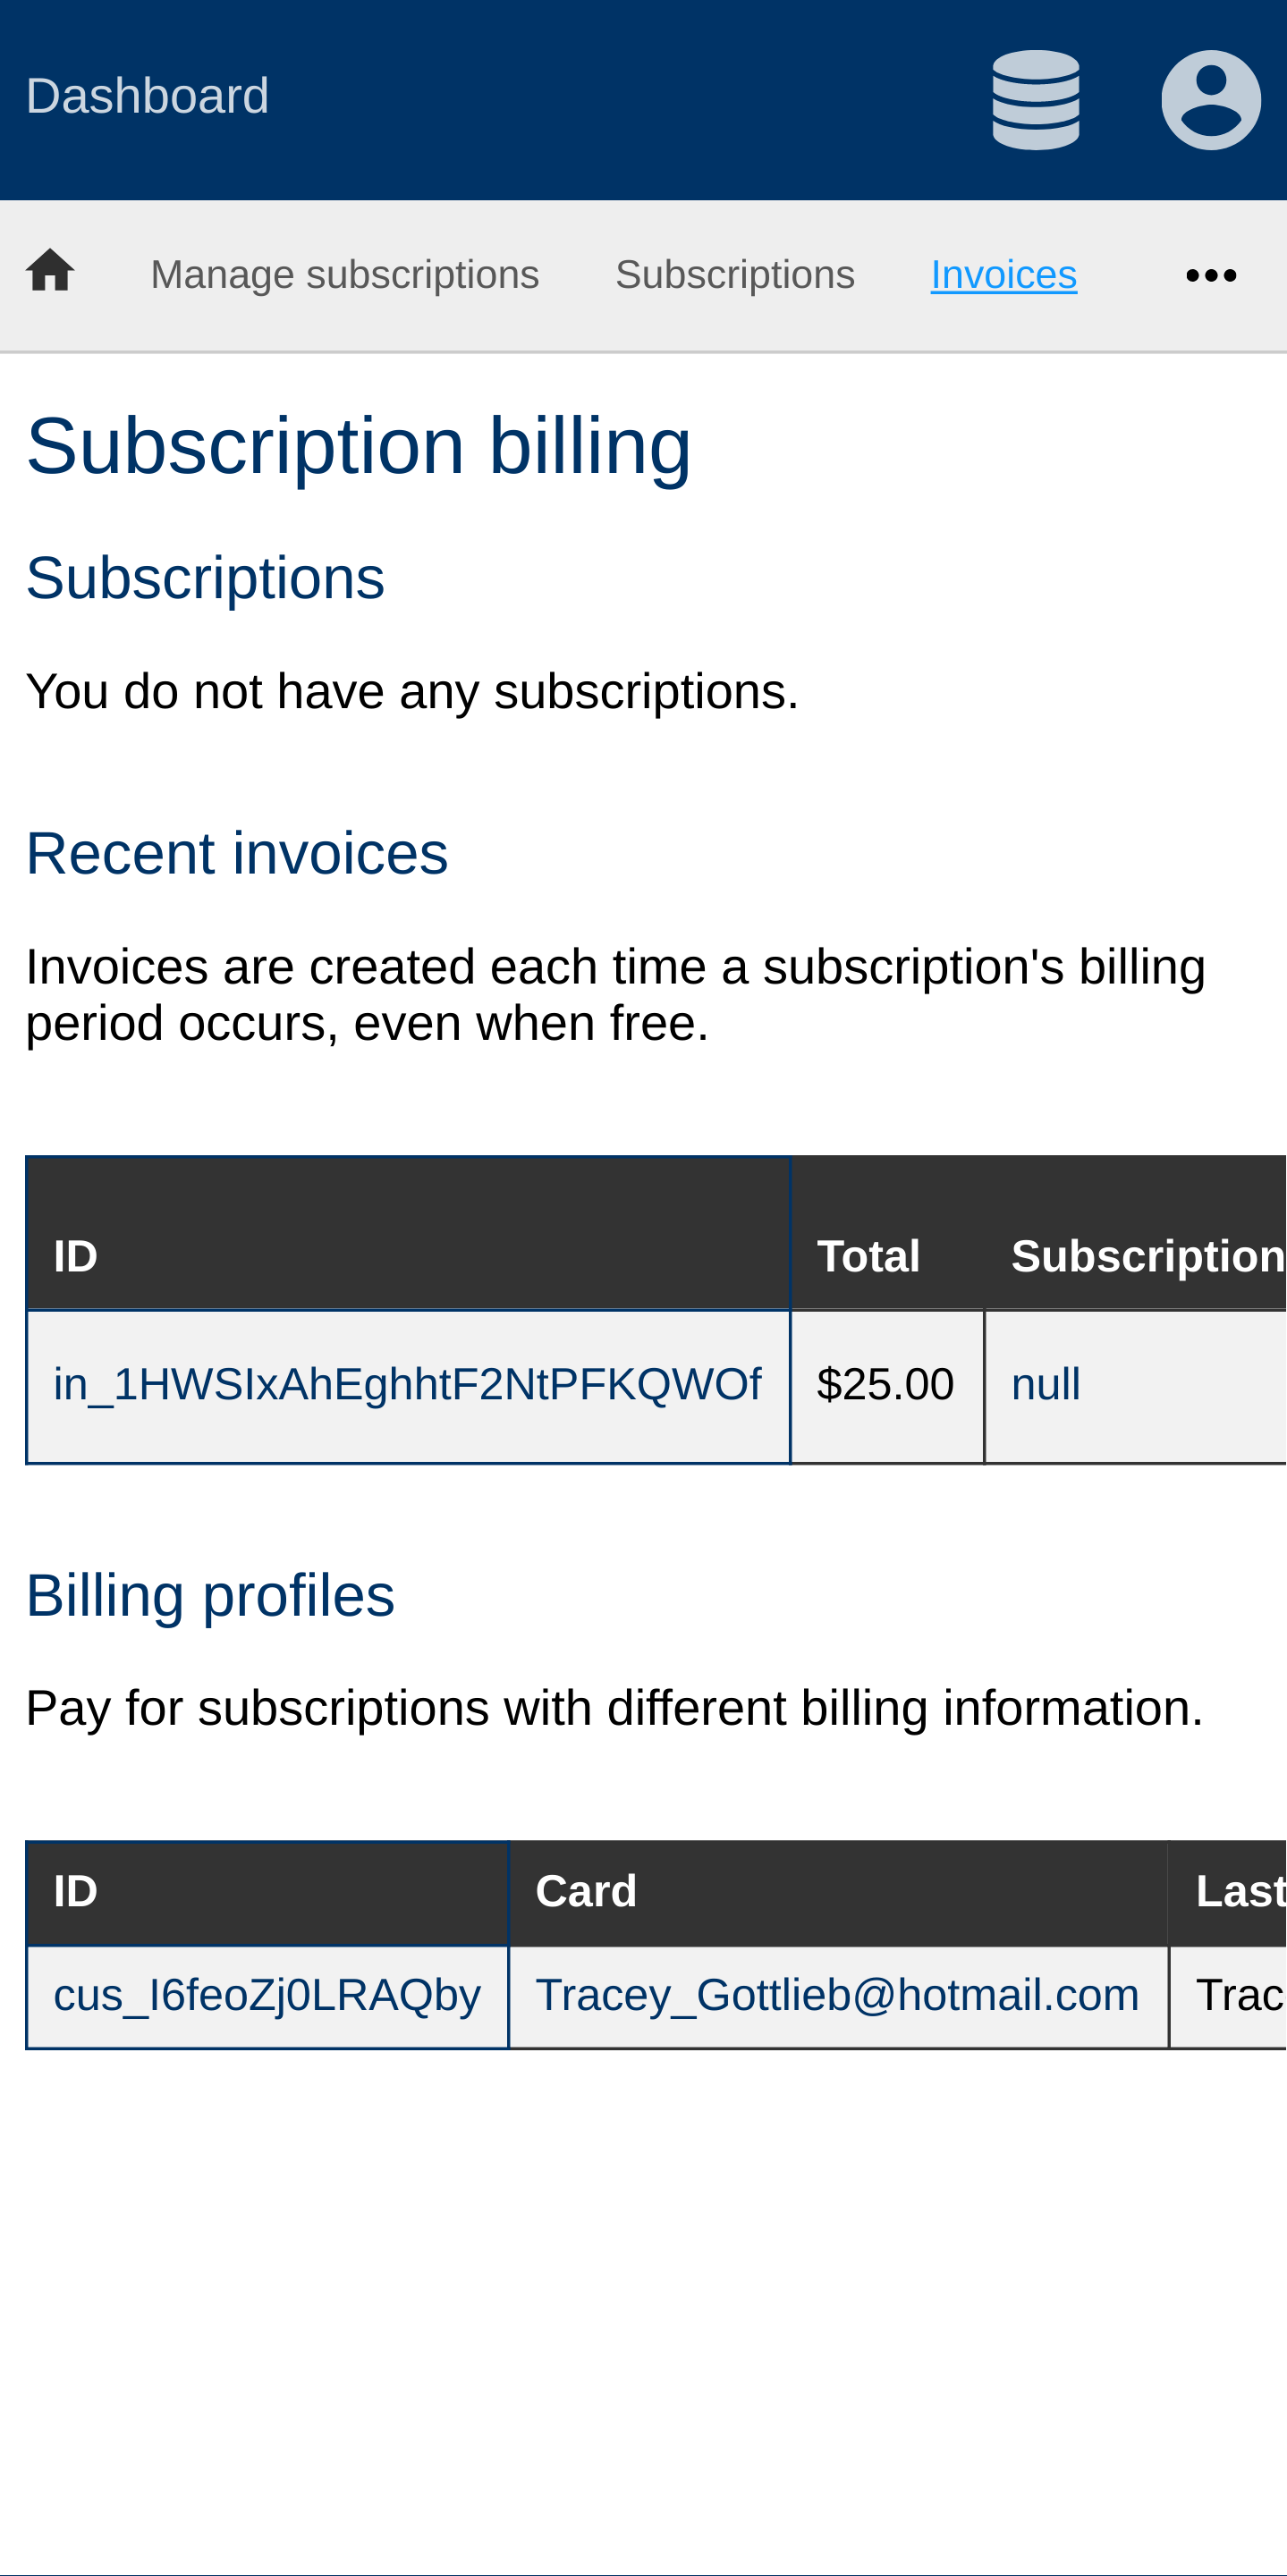 Dashboard
Manage subscriptions Subscriptions Invoices •••
Subscription billing
Subscriptions
You do not have any subscriptions.
Recent invoices
Invoices are created each time a subscription's billing
period occurs, even when free.
ID Total Subscription
in_1HWSIxAhEghhtF2NtPFKQWOf $25.00 null
Billing profiles
Pay for subscriptions with different billing information.
ID Card Last
cus_I6feoZj0LRAQby Tracey_Gottlieb@hotmail.com Trac